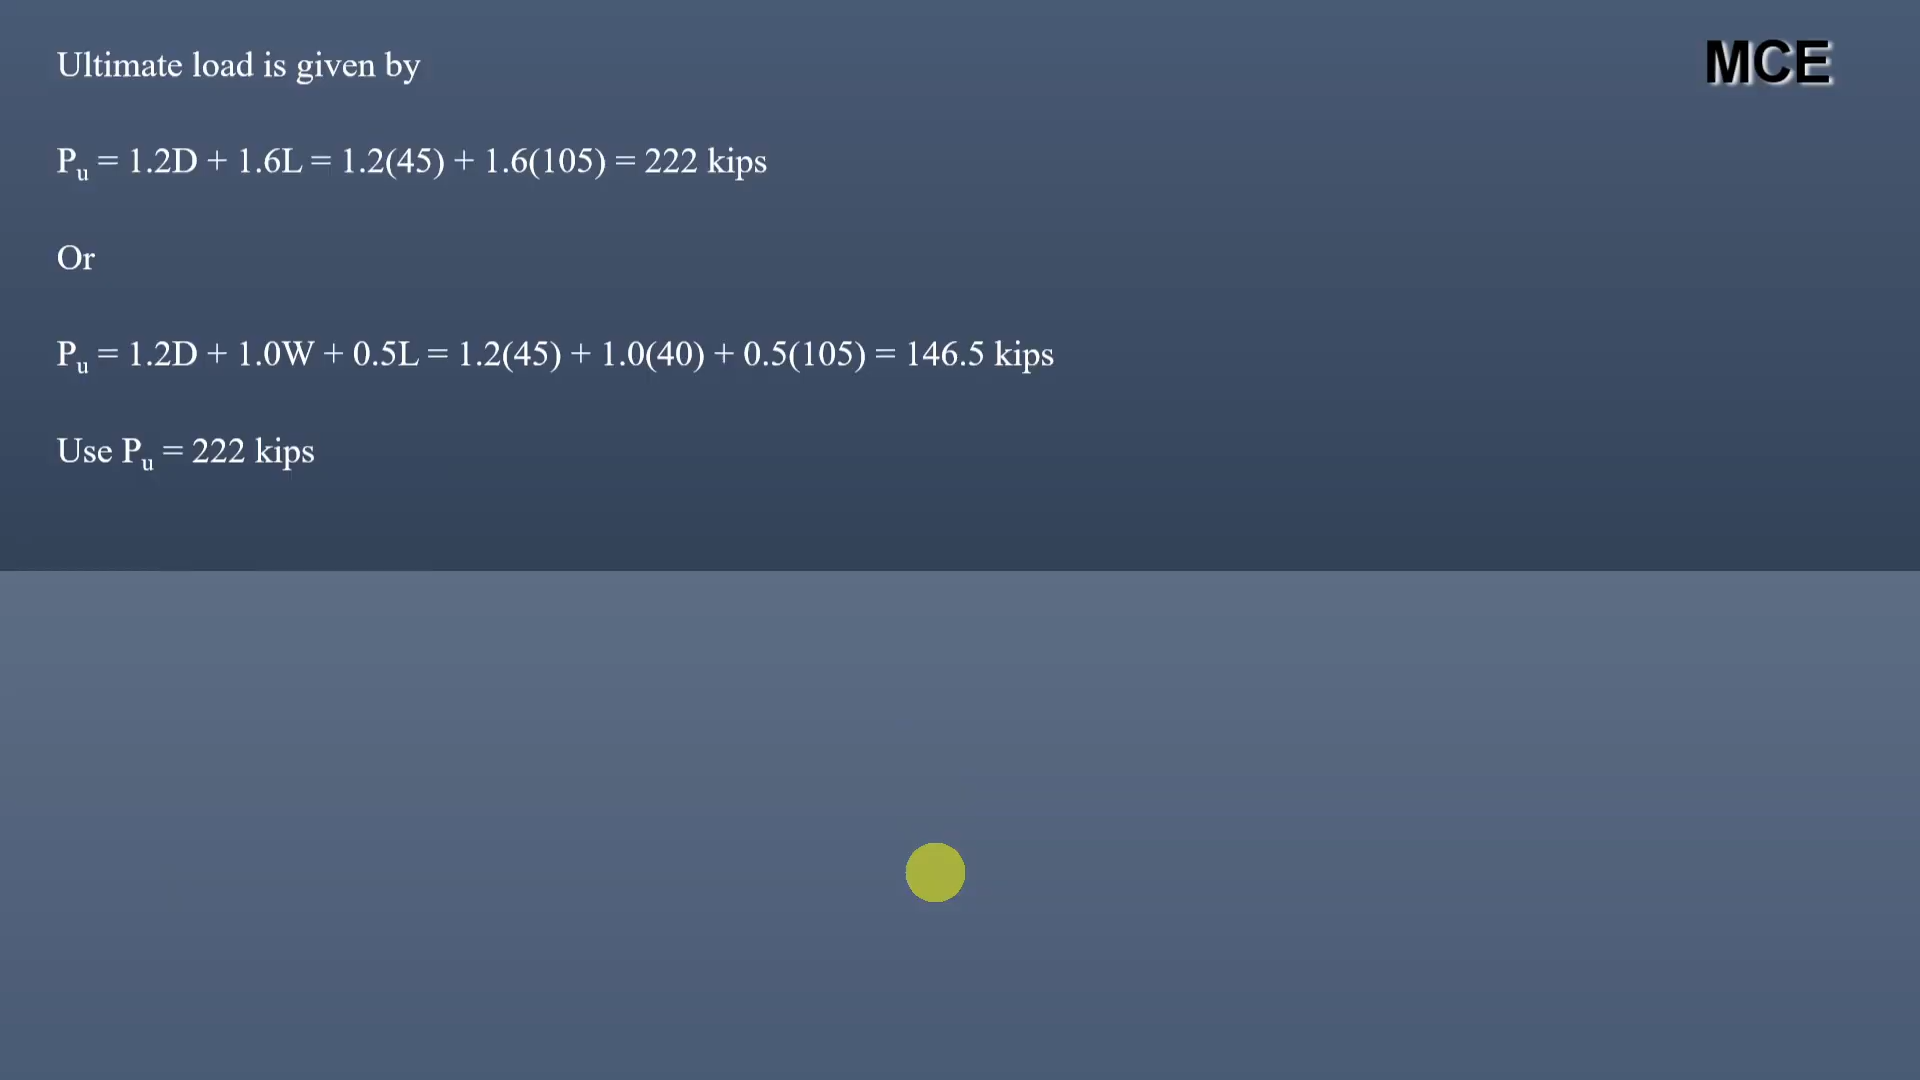 Ultimate load is given by
MCE
Pu = 1.2D + 1.6L = 1.2(45) + 1.6(105) = 222 kips
Or
Pu = 1.2D + 1.0W + 0.5L = 1.2(45) + 1.0(40) + 0.5(105) = 146.5 kips
Use Pu = 222 kips